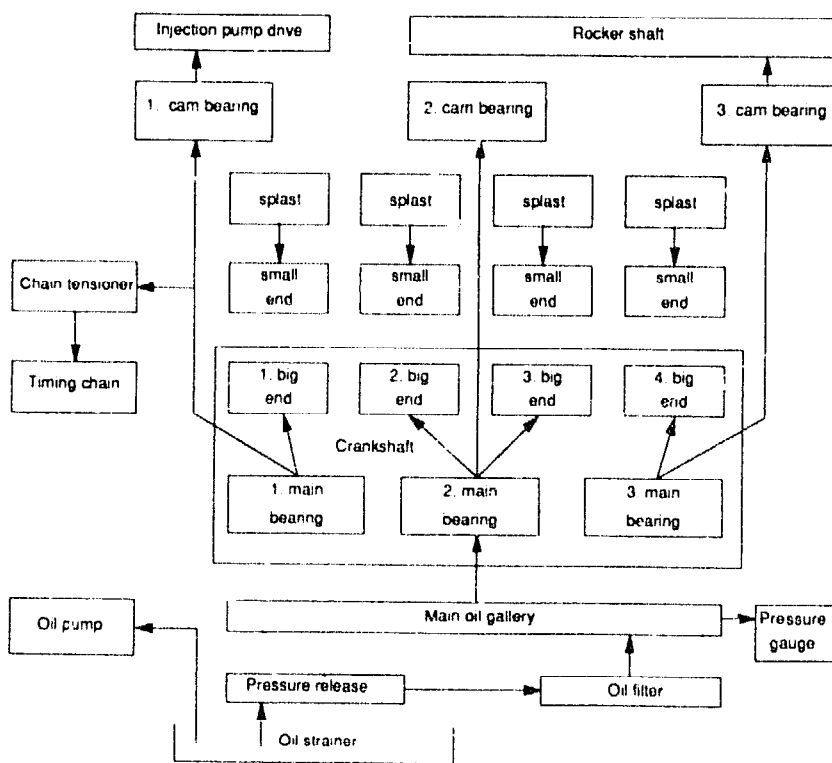 Injection pump drive
Rocker shaft
1. cam bearing
2. cam bearing
3. cam bearing
splast
splast
splast
splast
small
end
small
end
small
end
small
end
Chain tensioner
Timing chain
1. big
end
2. big
end
3. big
end
4. big
end
Crankshaft
1. main
bearing
2. main
bearing
3. main
bearing
Oil pump
Main oil gallery
Pressure
gauge
Pressure release
Oil filter
Oil strainer